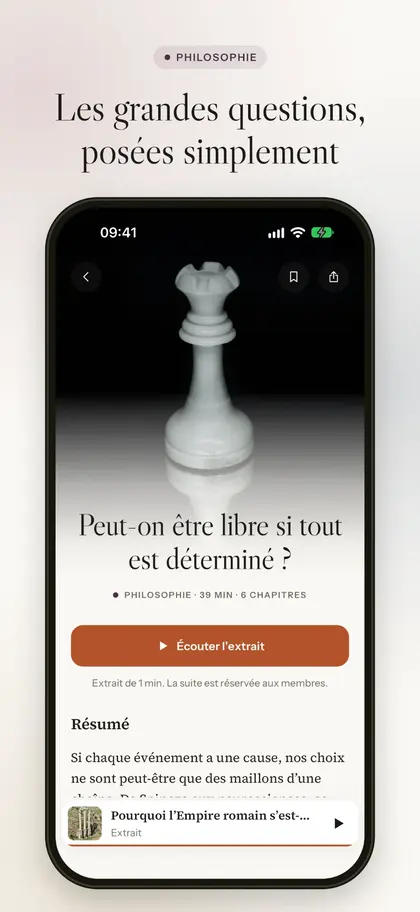 PHILOSOPHIE
Les grandes questions,
posées simplement
09:41
Peut-on être libre si tout
est déterminé ?
PHILOSOPHIE · 39 MIN · 6 CHAPITRES
Écouter l'extrait
Extrait de 1 min. La suite est réservée aux membres.
Résumé
Si chaque événement a une cause, nos choix
ne sont peut-être que des maillons d'une
Pourquoi l'Empire romain s'est-...
Extrait